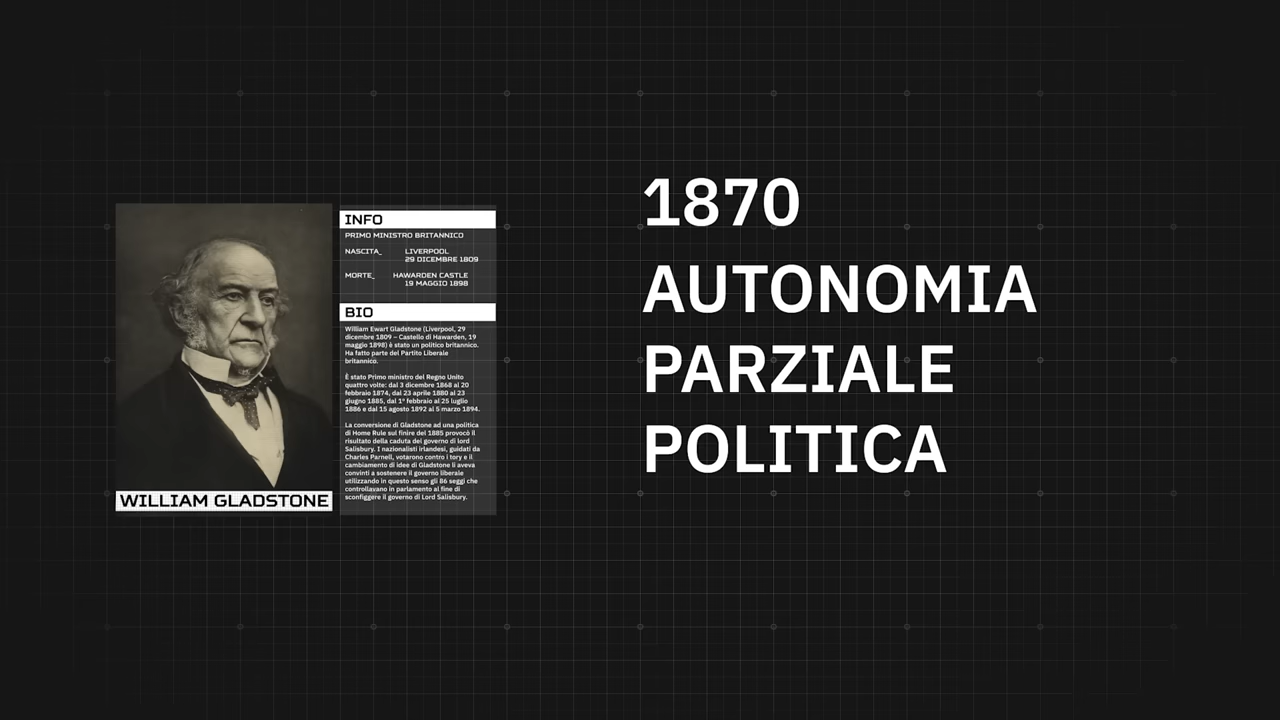 WILLIAM GLADSTONE
INFO
PRIMO MINISTRO BRITANNICO
NASCITA_ LIVERPOOL
29 DICEMBRE 1809
MORTE_ HAWARDEN CASTLE
19 MAGGIO 1898
BIO
William Ewart Gladstone (Liverpool, 29
dicembre 1809 – Castello di Hawarden, 19
maggio 1898) è stato un politico britannico.
Ha fatto parte del Partito Liberale
britannico.
È stato Primo ministro del Regno Unito
quattro volte: dal 3 dicembre 1868 al 20
febbraio 1874, dal 23 aprile 1880 al 23
giugno 1885, dal 1º febbraio al 25 luglio
1886 e dal 15 agosto 1892 al 5 marzo 1894.
La conversione di Gladstone ad una politica
di Home Rule sul finire del 1885 provocò il
risultato della caduta del governo di lord
Salisbury. I nazionalisti irlandesi, guidati da
Charles Parnell, votarono contro i tory e il
cambiamento di idee di Gladstone li aveva
convinti a sostenere il governo liberale
utilizzando in questo senso gli 86 seggi che
controllavano in parlamento al fine di
sconfiggere il governo di Lord Salisbury.
1870
AUTONOMIA
PARZIALE
POLITICA